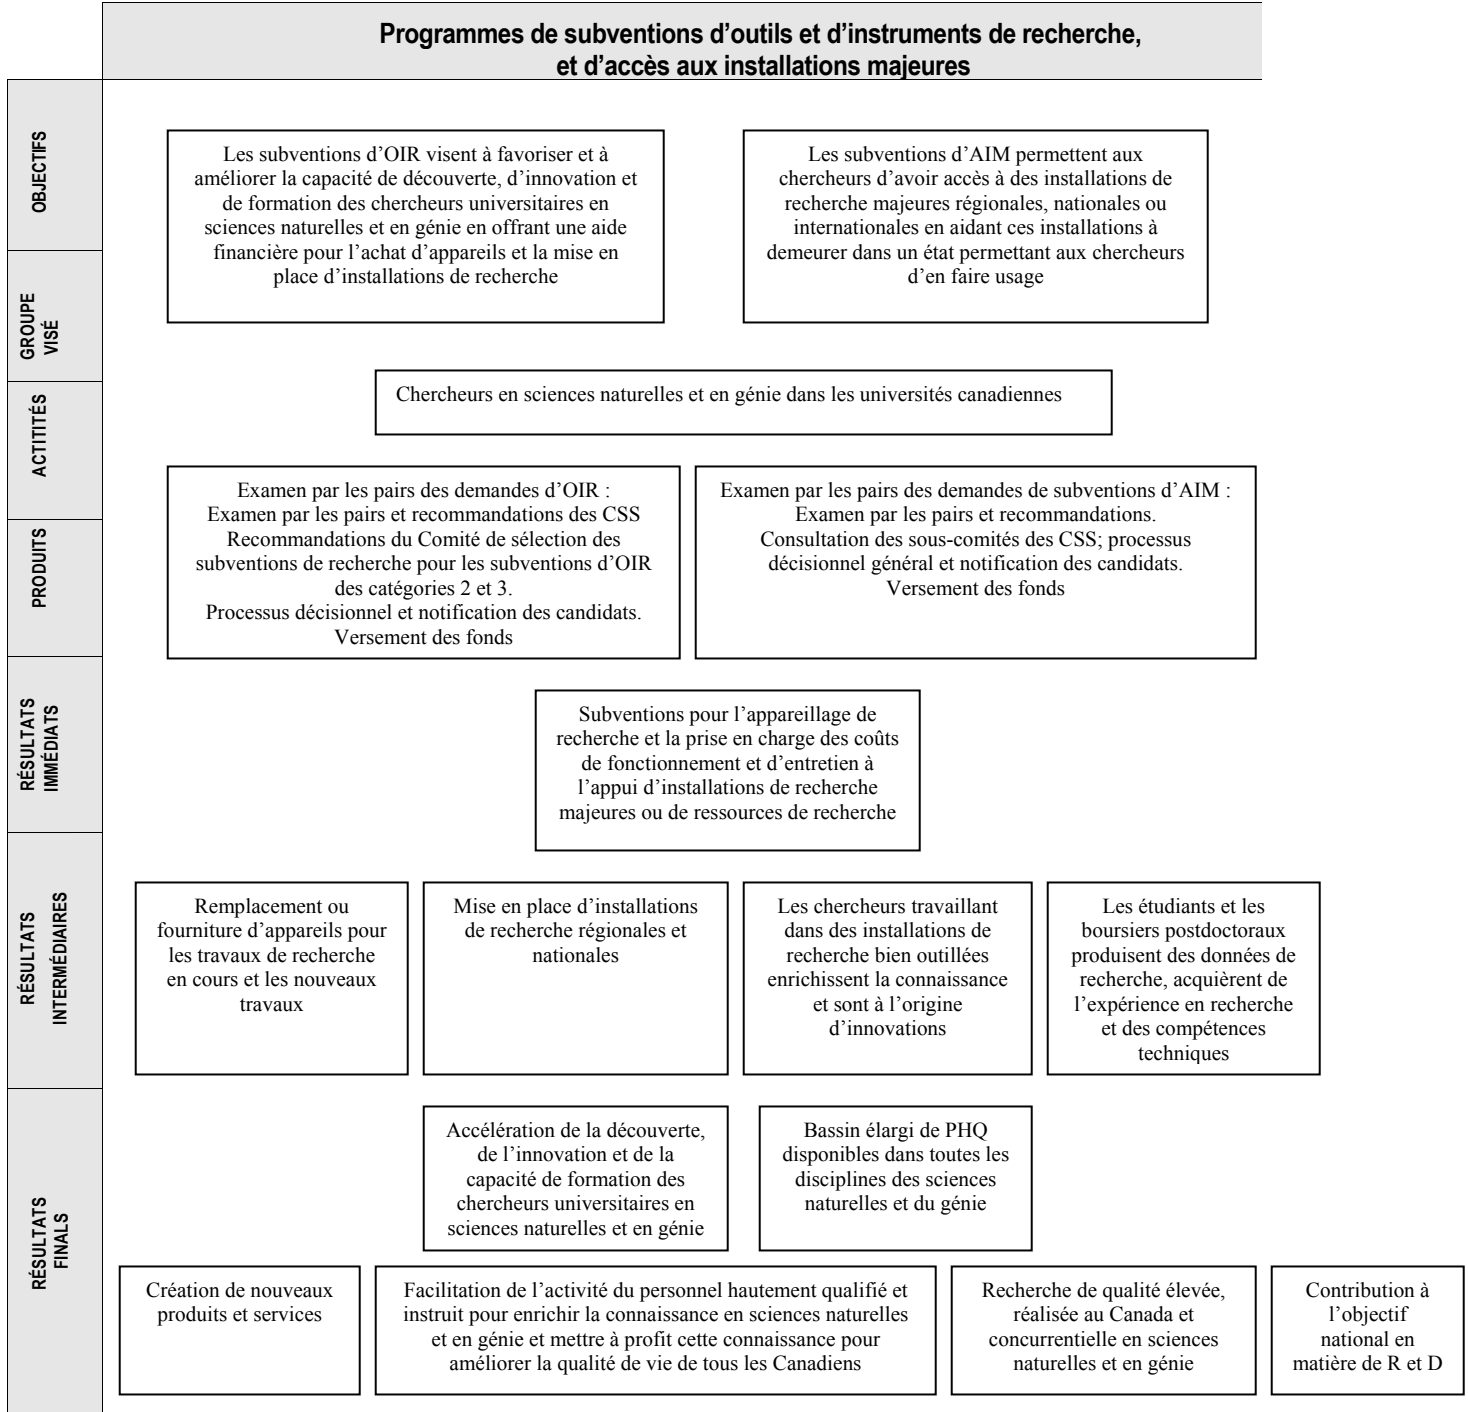 Programmes de subventions d’outils et d’instruments de recherche,
et d’accès aux installations majeures
OBJECTIFS
Les subventions d’OIR visent à favoriser et à
améliorer la capacité de découverte, d’innovation et
de formation des chercheurs universitaires en
sciences naturelles et en génie en offrant une aide
financière pour l’achat d’appareils et la mise en
place d’installations de recherche
Les subventions d’AIM permettent aux
chercheurs d’avoir accès à des installations de
recherche majeures régionales, nationales ou
internationales en aidant ces installations à
demeurer dans un état permettant aux chercheurs
d’en faire usage
GROUPE
VISÉ
Chercheurs en sciences naturelles et en génie dans les universités canadiennes
ACTITITÉS
Examen par les pairs des demandes d’OIR :
Examen par les pairs et recommandations des CSS
Recommandations du Comité de sélection des
subventions de recherche pour les subventions d’OIR
des catégories 2 et 3.
Processus décisionnel et notification des candidats.
Versement des fonds
Examen par les pairs des demandes de subventions d’AIM :
Examen par les pairs et recommandations.
Consultation des sous-comités des CSS; processus
décisionnel général et notification des candidats.
Versement des fonds
PRODUITS
Subventions pour l’appareillage de
recherche et la prise en charge des coûts
de fonctionnement et d’entretien à
l’appui d’installations de recherche
majeures ou de ressources de recherche
RÉSULTATS
IMMÉDIATS
Remplacement ou
fourniture d’appareils pour
les travaux de recherche
en cours et les nouveaux
travaux
Mise en place d’installations
de recherche régionales et
nationales
Les chercheurs travaillant
dans des installations de
recherche bien outillées
enrichissent la connaissance
et sont à l’origine
d’innovations
Les étudiants et les
boursiers postdoctoraux
produisent des données de
recherche, acquièrent de
l’expérience en recherche
et des compétences
techniques
RÉSULTATS
INTERMÉDIAIRES
Accélération de la découverte,
de l’innovation et de la
capacité de formation des
chercheurs universitaires en
sciences naturelles et en génie
Bassin élargi de PHQ
disponibles dans toutes les
disciplines des sciences
naturelles et du génie
RÉSULTATS
FINALS
Création de nouveaux
produits et services
Facilitation de l’activité du personnel hautement qualifié et
instruit pour enrichir la connaissance en sciences naturelles
et en génie et mettre à profit cette connaissance pour
améliorer la qualité de vie de tous les Canadiens
Recherche de qualité élevée,
réalisée au Canada et
concurrentielle en sciences
naturelles et en génie
Contribution à
l’objectif
national en
matière de R et D